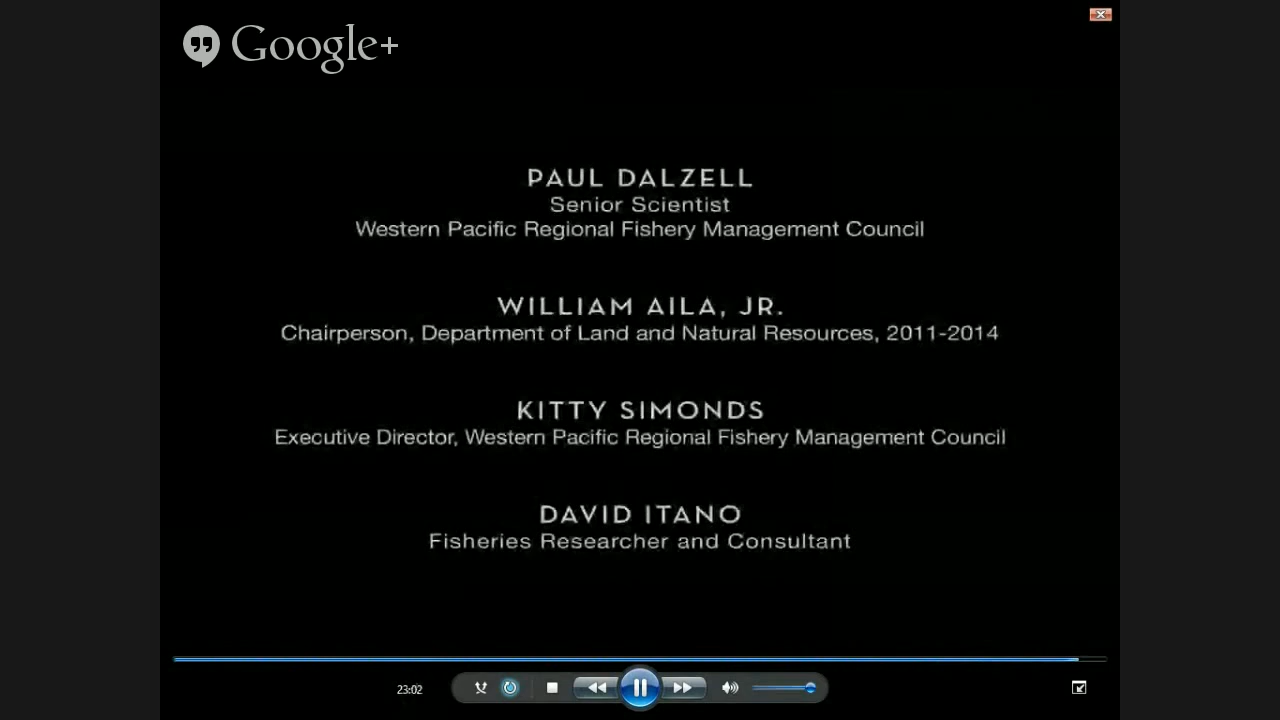 Google+
PAUL DALZELL
Senior Scientist
Western Pacific Regional Fishery Management Council
WILLIAM AILA, JR.
Chairperson, Department of Land and Natural Resources, 2011-2014
KITTY SIMONDS
Executive Director, Western Pacific Regional Fishery Management Council
DAVID ITANO
Fisheries Researcher and Consultant
23:02